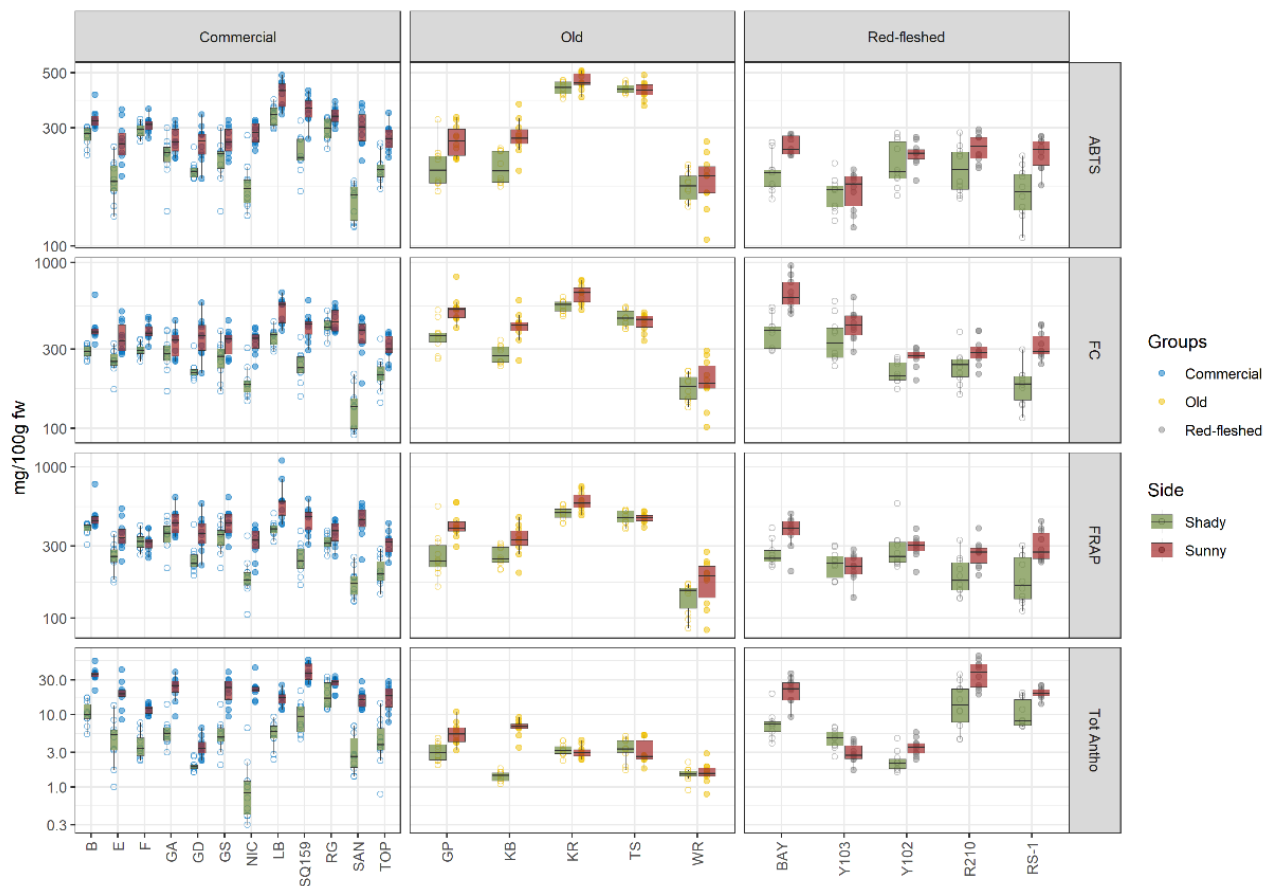 Commercial
Old
Red-fleshed
500
300
100
ABTS
1000
300
100
FC
1000
300
100
FRAP
30.0
10.0
3.0
1.0
0.3
Tot Antho
mg/100g fw
B
E
F
GA
GD
GS
NIC
LB
SQ159
RG
SAN
TOP
GP
KB
KR
TS
WR
BAY
Y103
Y102
R210
RS-1
Groups
Commercial
Old
Red-fleshed
Side
Shady
Sunny